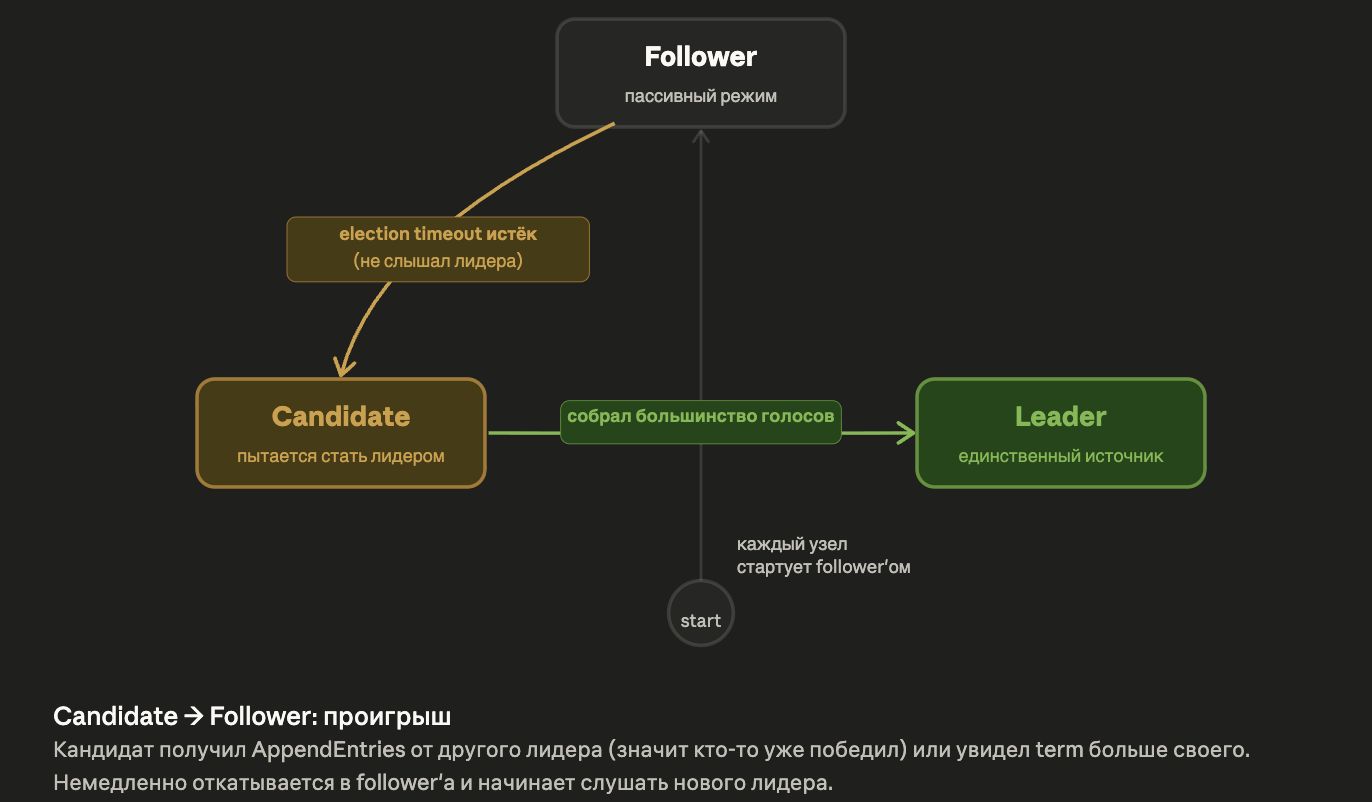 Follower
пассивный режим
election timeout истёк
(не слышал лидера)
Candidate
пытается стать лидером
собрал большинство голосов
Leader
единственный источник
каждый узел
стартует follower‘ом
start
Candidate → Follower: проигрыш
Кандидат получил AppendEntries от другого лидера (значит кто-то уже победил) или увидел term больше своего.
Немедленно откатывается в follower‘а и начинает слушать нового лидера.